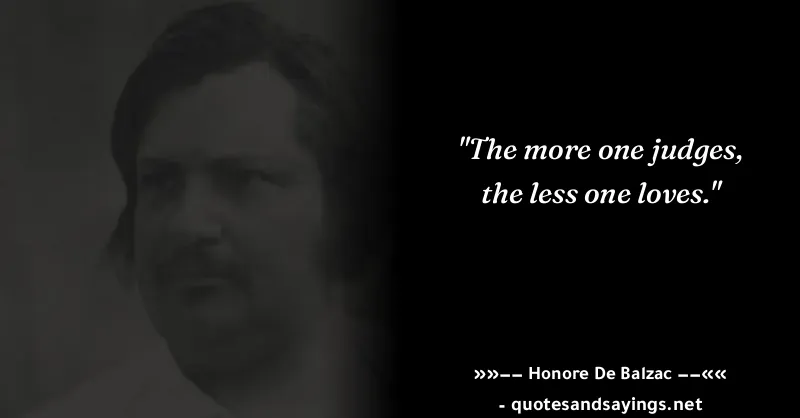 "The more one judges,
the less one loves."
»»−− Honore De Balzac −−««
- quotesandsayings.net